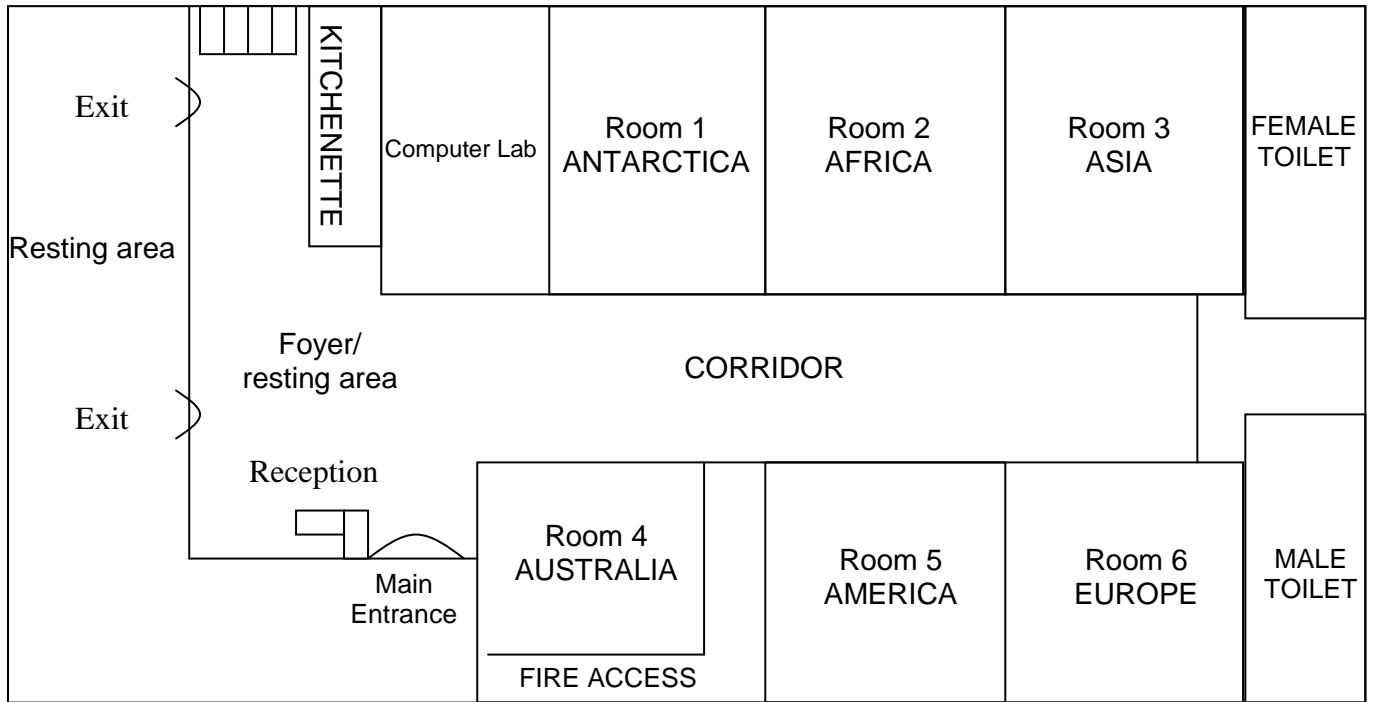 Exit
KITCHENETTE
Computer Lab
Room 1
ANTARCTICA
Room 2
AFRICA
Room 3
ASIA
FEMALE
TOILET
Resting area
Foyer/
resting area
CORRIDOR
Exit
Reception
Main
Entrance
Room 4
AUSTRALIA
FIRE ACCESS
Room 5
AMERICA
Room 6
EUROPE
MALE
TOILET